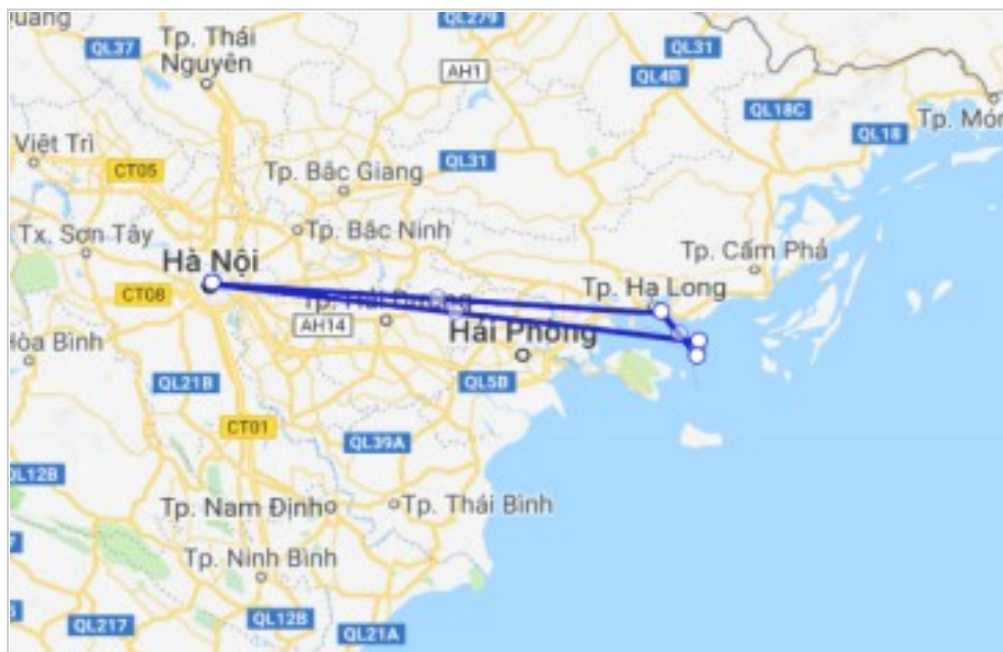 uang
QL279
QL37
Tp. Thái
Nguyên
AH1
QL31
QL4B
QL18C
QL18
Tp. Món
Việt Trì
CT05
Tp. Bắc Giang
QL31
Tx. Sơn Tây
Tp. Bắc Ninh
Tp. Cẩm Phả
Hà Nội
CT08
Tp. Hạ Long
AH14
Hải Phòng
Hòa Bình
QL21B
QL5B
CT01
QL39A
QL12B
Tp. Nam Định
Tp. Thái Bình
Tp. Ninh Bình
QL217
QL12B
QL21A